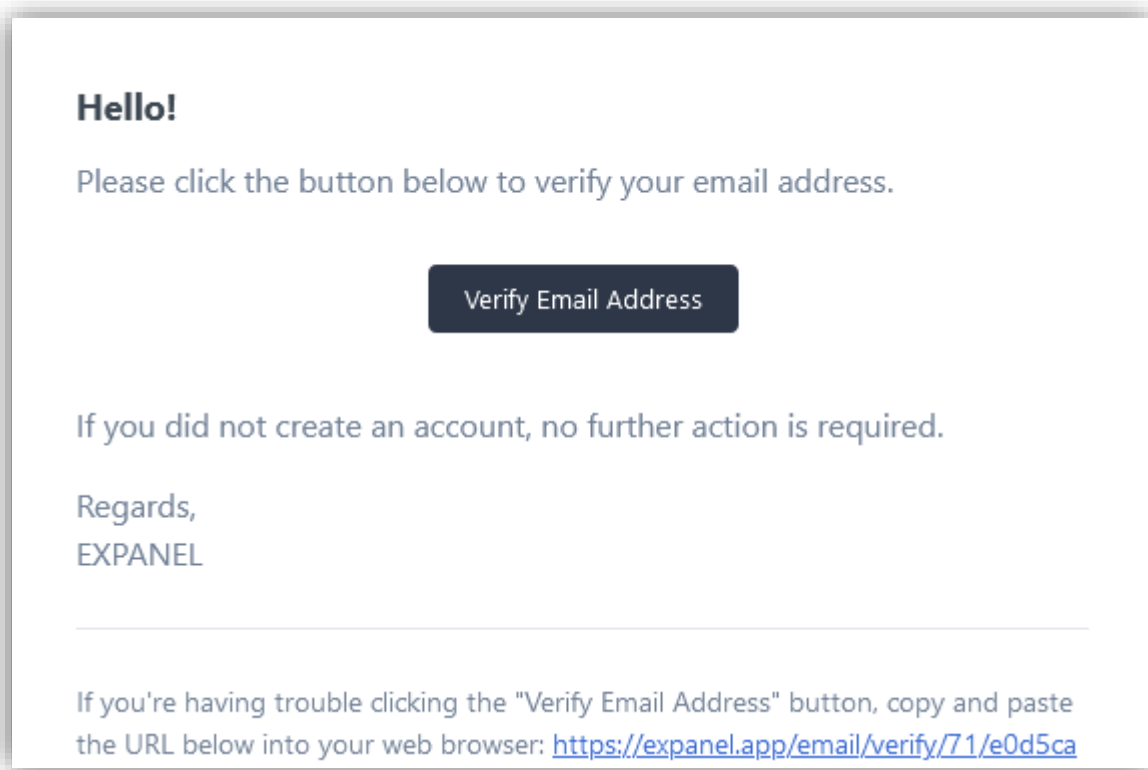 Hello!
Please click the button below to verify your email address.
Verify Email Address
If you did not create an account, no further action is required.
Regards,
EXPANEL
If you're having trouble clicking the "Verify Email Address" button, copy and paste
the URL below into your web browser: https://expanel.app/email/verify/71/e0d5ca